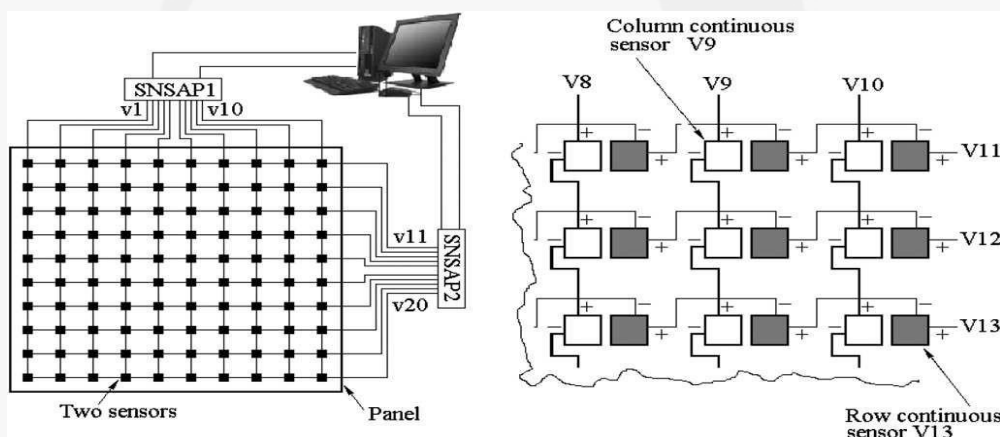 SNSAP1
v1
v10
v11
SNSAP2
v20
Two sensors
Panel
Column continuous
sensor V9
V8
V9
V10
+
−
+
−
+
−
−
+
−
+
−
+
V11
+
−
+
−
+
−
−
+
−
+
−
+
V12
+
−
+
−
+
−
−
+
−
+
−
+
V13
Row continuous
sensor V13